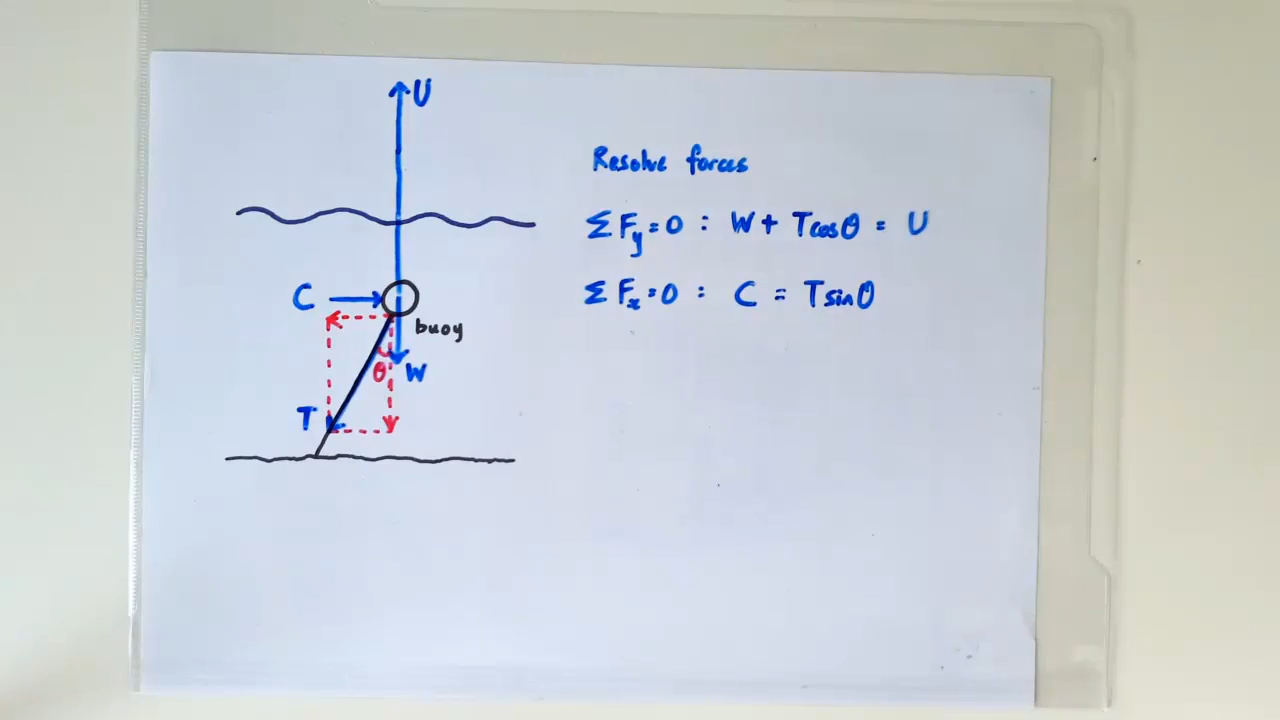 U
Resolve forces
ΣFy=0 : W + Tcosθ = U
C
ΣFx=0 : C = Tsinθ
buoy
θ W
T